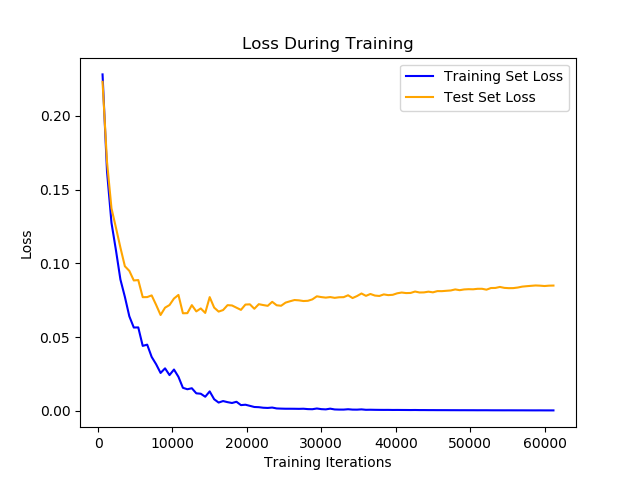 Loss During Training
Training Set Loss
Test Set Loss
0.20
0.15
0.10
0.05
0.00
Loss
0 10000 20000 30000 40000 50000 60000
Training Iterations